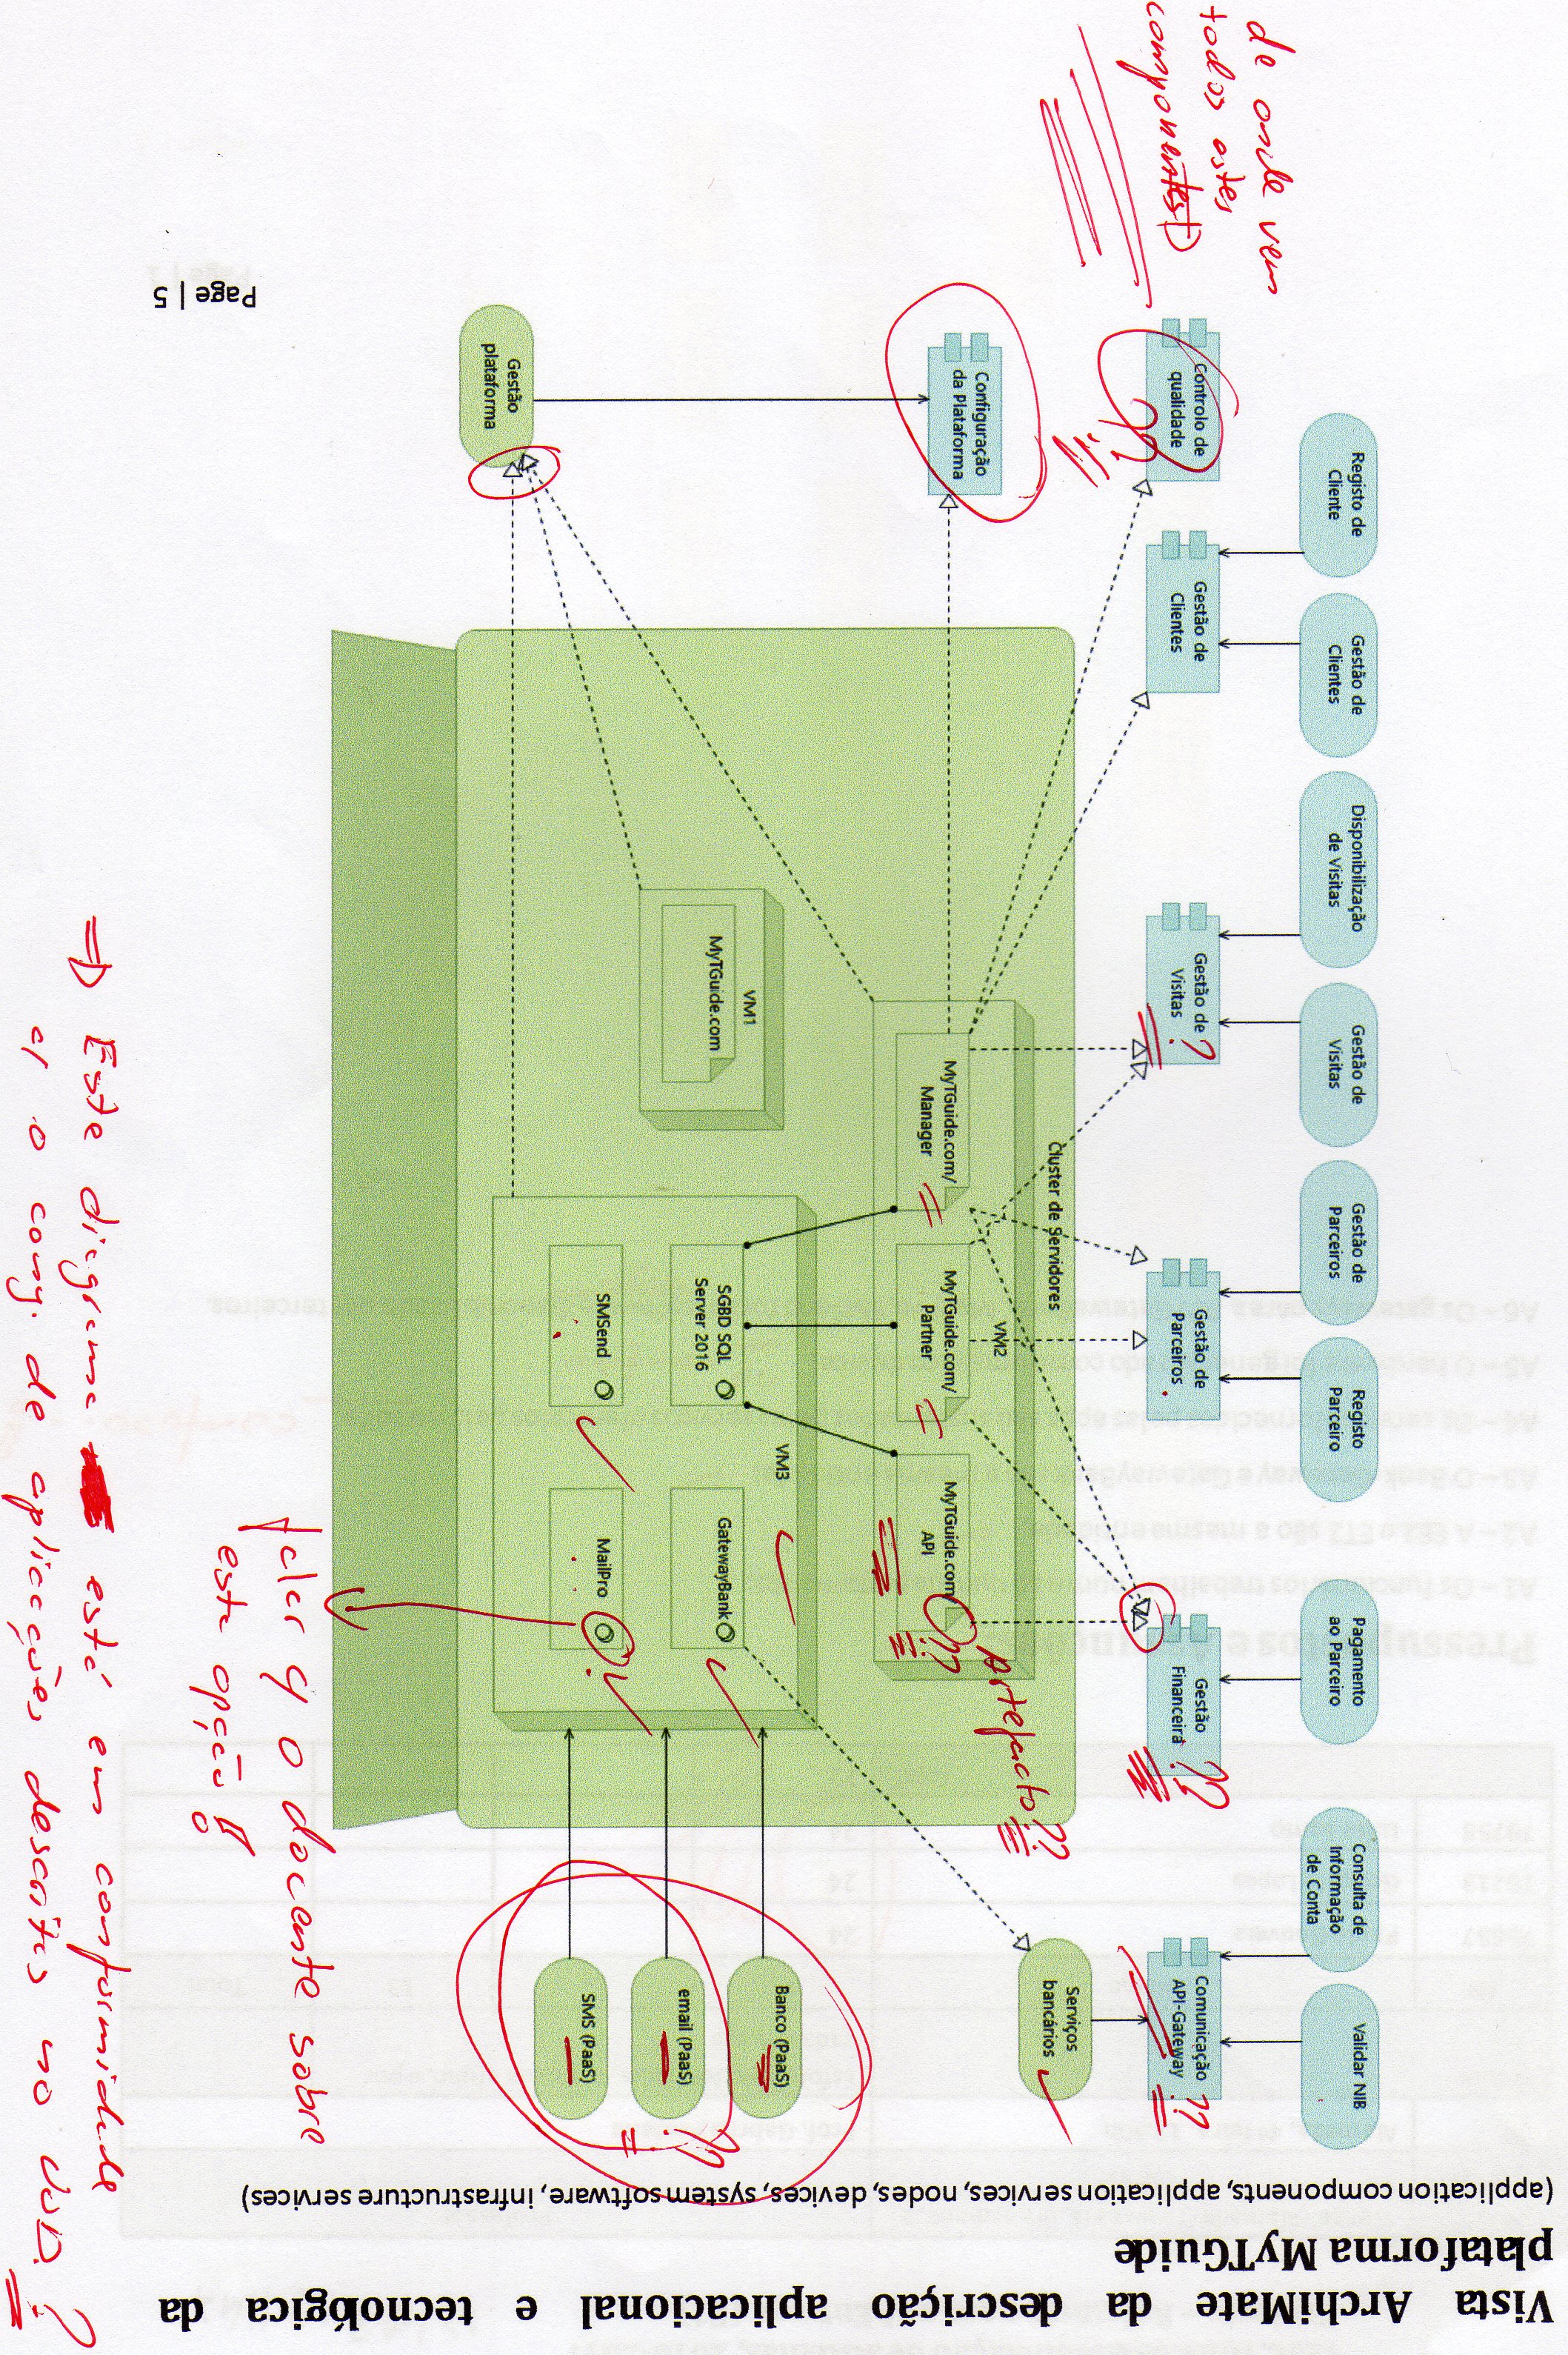 Vista ArchiMate da descrição aplicacional e tecnológica da
plataforma MyTGuide
(application components, application services, nodes, devices, system software, infrastructure services)
Validar NIB
Consulta de
Informação
de Conta
Pagamento
ao Parceiro
Registo
Parceiro
Gestão de
Parceiros
Gestão de
Visitas
Disponibilização
de Visitas
Gestão de
Clientes
Registo de
Cliente
Comunicação
API-Gateway
??
Gestão
Financeira
??
Gestão de
Parceiros
Gestão de
Visitas
?
Gestão de
Clientes
Controlo de
qualidade
??
Serviços
bancários
Banco (PaaS)
email (PaaS)
SMS (PaaS)
??
Cluster de Servidores
Artefacto??
VM2
MyTGuide.com/
API
??
MyTGuide.com/
Partner
MyTGuide.com/
Manager
VM3
GatewayBank
MailPro
SGBD SQL
Server 2016
SMSend
VM1
MyTGuide.com
Configuração
da Plataforma
Gestão
plataforma
falar c/ o docente sobre
esta opção!
⇒ Este diagrama está em conformidade
c/ o conj. de aplicações descritas no VoD?
de onde vem
todos estes
componentes?
Page | 5